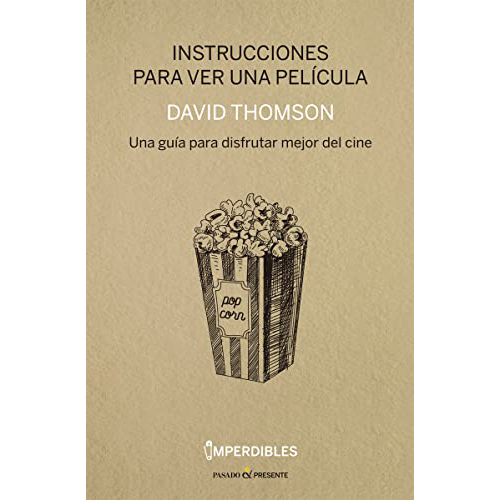 INSTRUCCIONES
PARA VER UNA PELÍCULA
DAVID THOMSON
Una guía para disfrutar mejor del cine
pop
corn
IMPERDIBLES
PASADO & PRESENTE